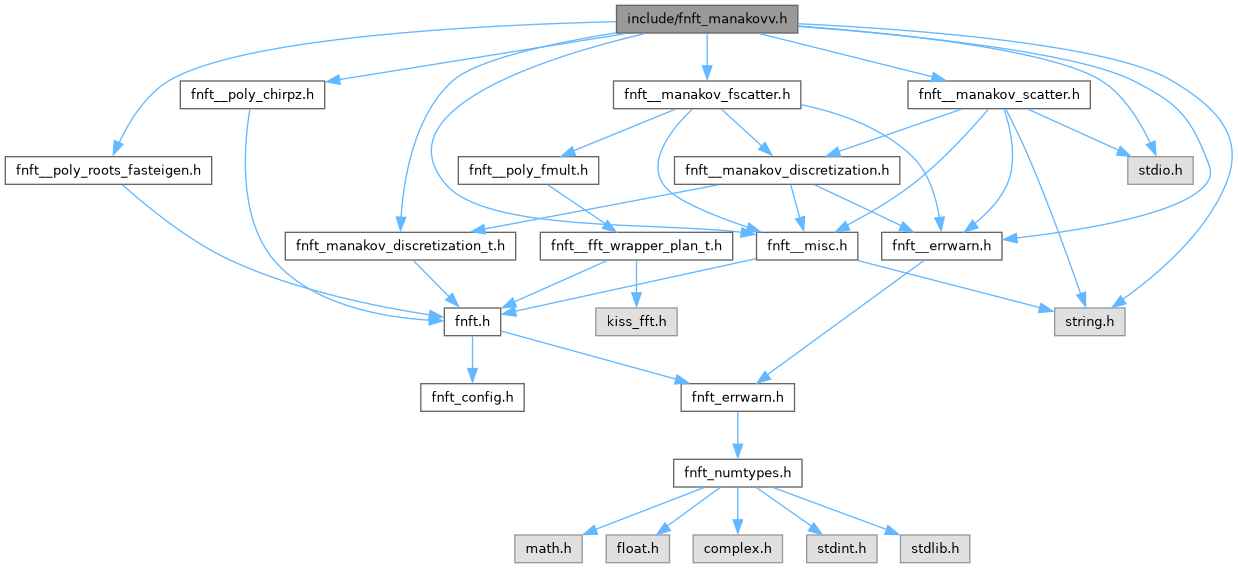 include/fnft_manakovv.h
fnft__poly_chirpz.h
fnft__manakov_fscatter.h
fnft__manakov_scatter.h
fnft__poly_roots_fasteigen.h
fnft__poly_fmult.h
fnft__manakov_discretization.h
stdio.h
fnft_manakov_discretization_t.h
fnft__fft_wrapper_plan_t.h
fnft__misc.h
fnft__errwarn.h
fnft.h
kiss_fft.h
string.h
fnft_config.h
fnft_errwarn.h
fnft_numtypes.h
math.h
float.h
complex.h
stdint.h
stdlib.h